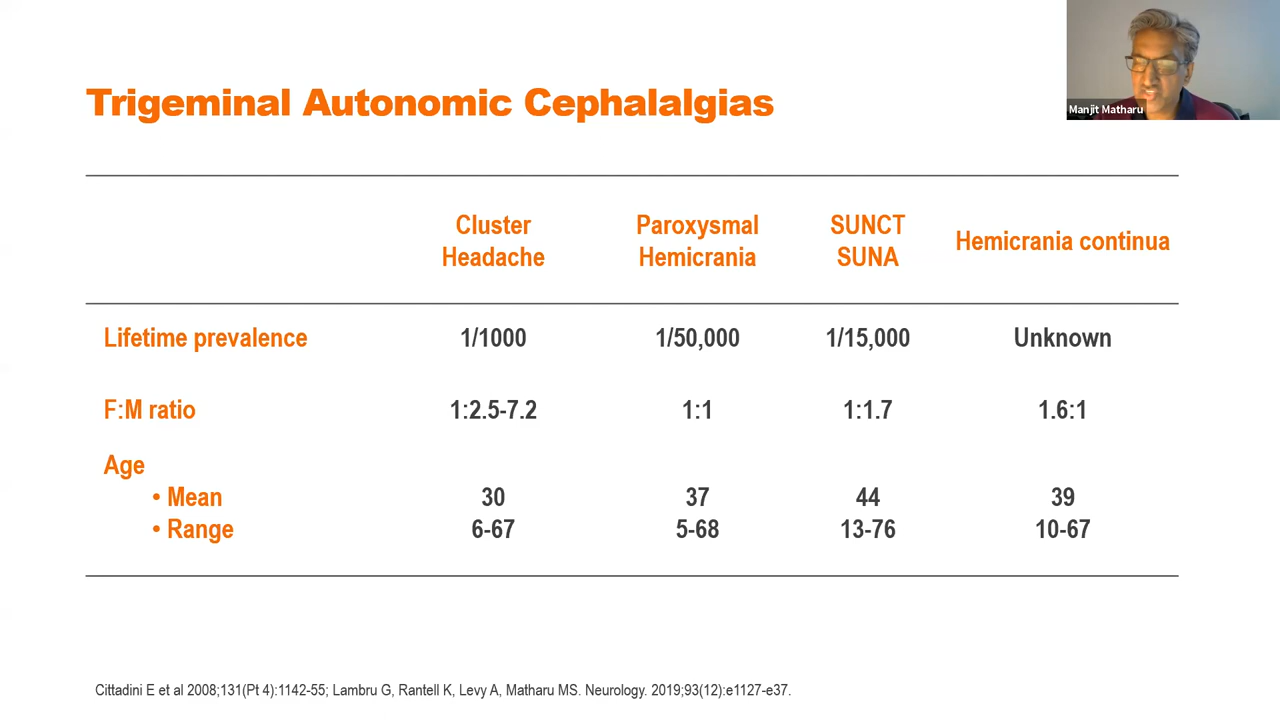 Trigeminal Autonomic Cephalalgias
Manjit Matharu
Cluster Headache Paroxysmal Hemicrania SUNCT SUNA Hemicrania continua
Lifetime prevalence 1/1000 1/50,000 1/15,000 Unknown
F:M ratio 1:2.5-7.2 1:1 1:1.7 1.6:1
Age
• Mean 30 37 44 39
• Range 6-67 5-68 13-76 10-67
Cittadini E et al 2008;131(Pt 4):1142-55; Lambru G, Rantell K, Levy A, Matharu MS. Neurology. 2019;93(12):e1127-e37.